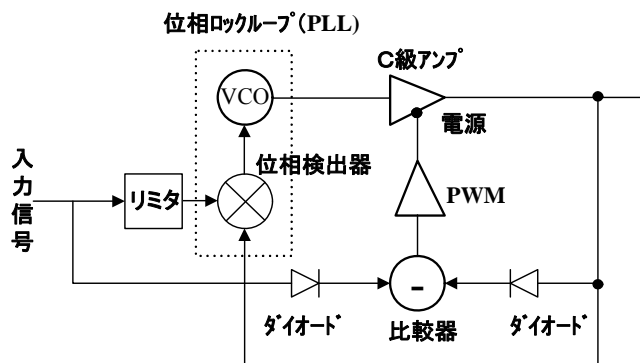 位相ロックループ(PLL)
C級アンプ
VCO
電源
位相検出器
入力信号
リミタ
PWM
-
ダイオード
比較器
ダイオード